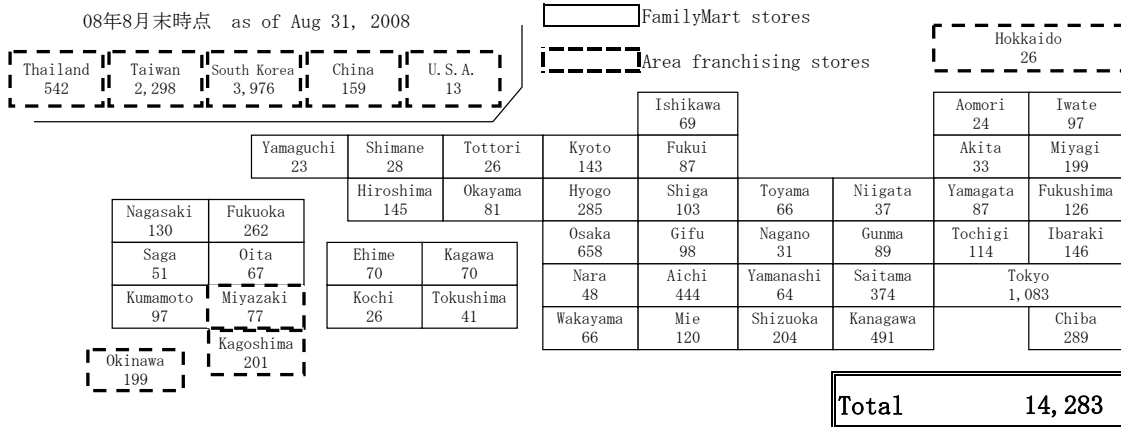 08年8月末時点 as of Aug 31, 2008
FamilyMart stores
Area franchising stores
Hokkaido
26
Thailand
542
Taiwan
2,298
South Korea
3,976
China
159
U.S.A.
13
Ishikawa
69
Aomori
24
Iwate
97
Yamaguchi
23
Shimane
28
Tottori
26
Kyoto
143
Fukui
87
Akita
33
Miyagi
199
Hiroshima
145
Okayama
81
Hyogo
285
Shiga
103
Toyama
66
Niigata
37
Yamagata
87
Fukushima
126
Nagasaki
130
Fukuoka
262
Osaka
658
Gifu
98
Nagano
31
Gunma
89
Tochigi
114
Ibaraki
146
Saga
51
Oita
67
Ehime
70
Kagawa
70
Nara
48
Aichi
444
Yamanashi
64
Saitama
374
Tokyo
1,083
Kumamoto
97
Miyazaki
77
Kochi
26
Tokushima
41
Wakayama
66
Mie
120
Shizuoka
204
Kanagawa
491
Chiba
289
Kagoshima
201
Okinawa
199
Total 14,283